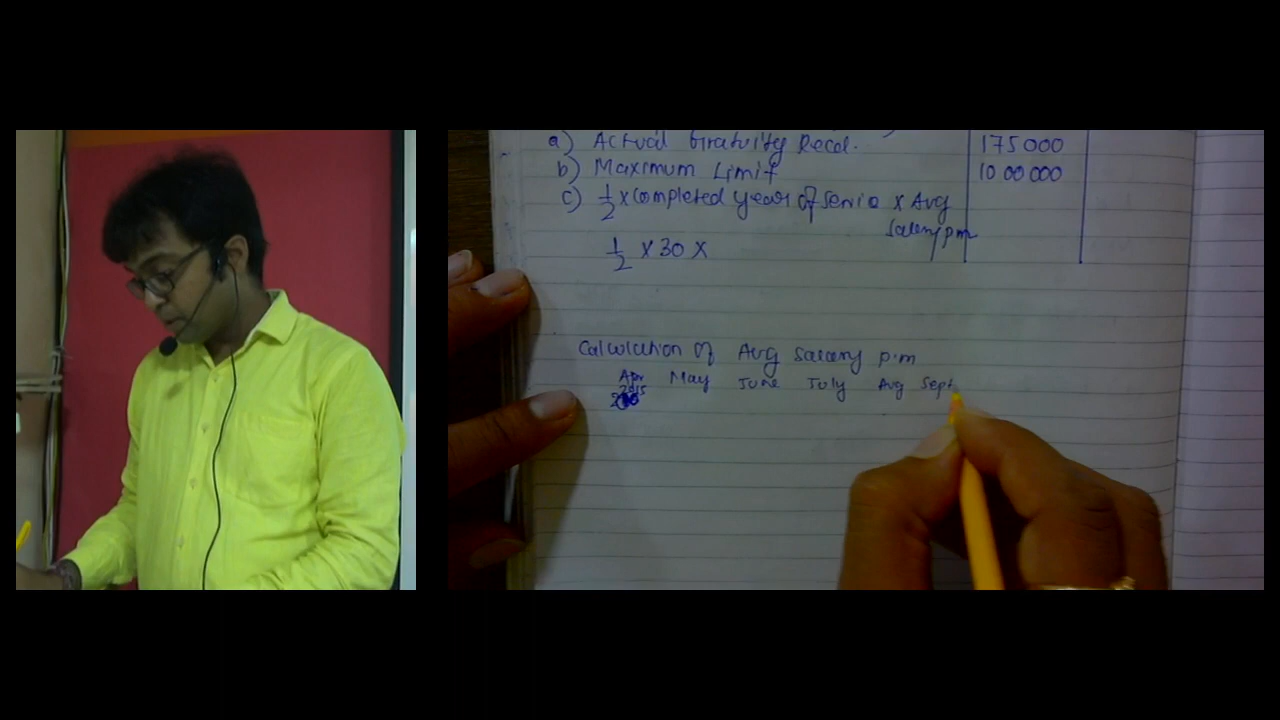 a) Actual Gratuity Recd. 175000
b) Maximum Limit 10 00 000
c) 1/2 x Completed year of Service x Avg
Salary pm
1/2 x 30 x
Calculation of Avg Salary p.m
Apr May June July Aug Sept
2015